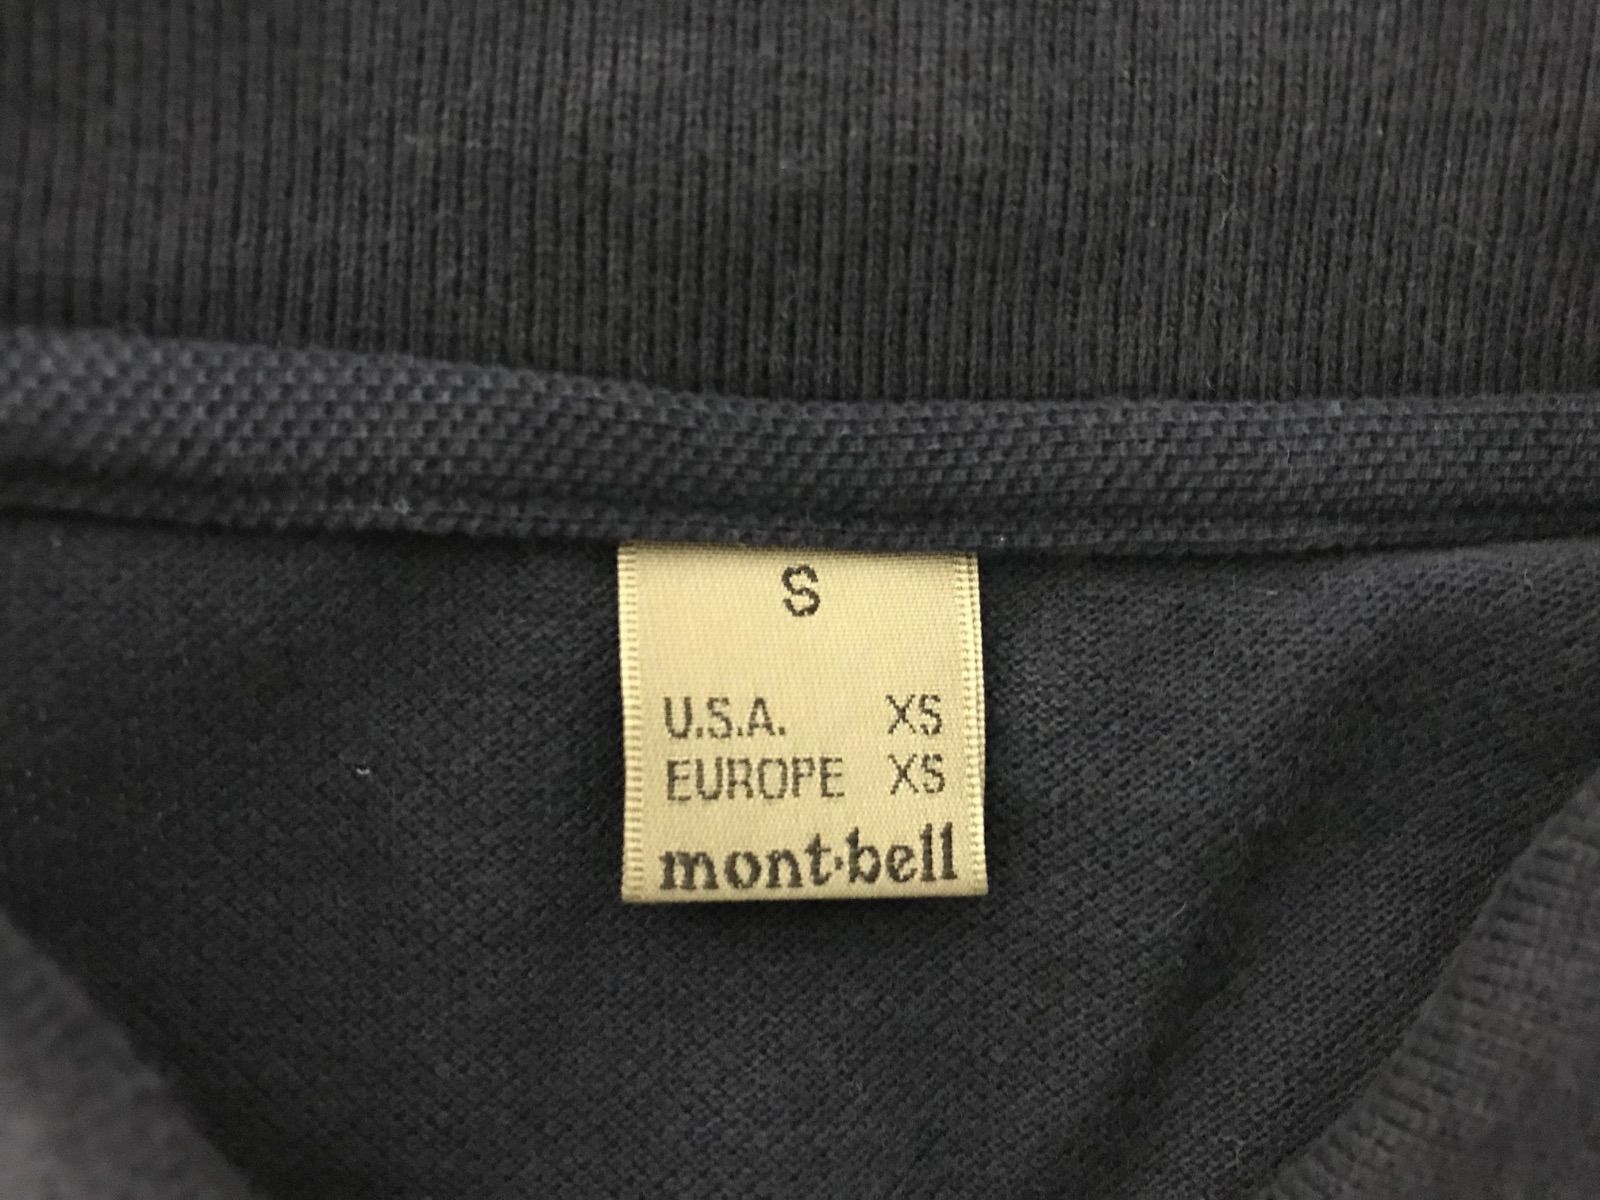 S
U.S.A. XS
EUROPE XS
mont·bell